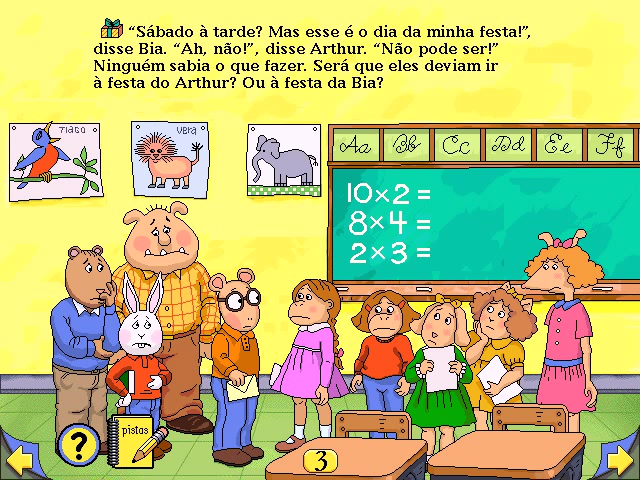 “Sábado à tarde? Mas esse é o dia da minha festa!”,
disse Bia. “Ah, não!”, disse Arthur. “Não pode ser!”
Ninguém sabia o que fazer. Será que eles deviam ir
à festa do Arthur? Ou à festa da Bia?
TIAGO
VERA
Aa Bb Cc Dd Ee Ff
10×2=
8×4=
2×3=
?
pistas
3